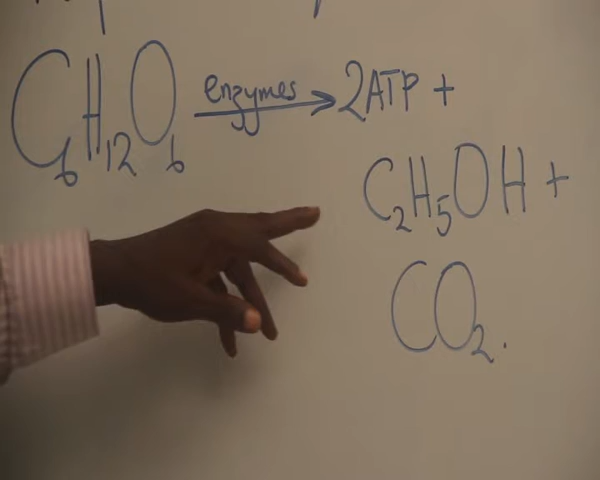 C6H12O6 enzymes → 2ATP +
C2H5OH +
CO2.